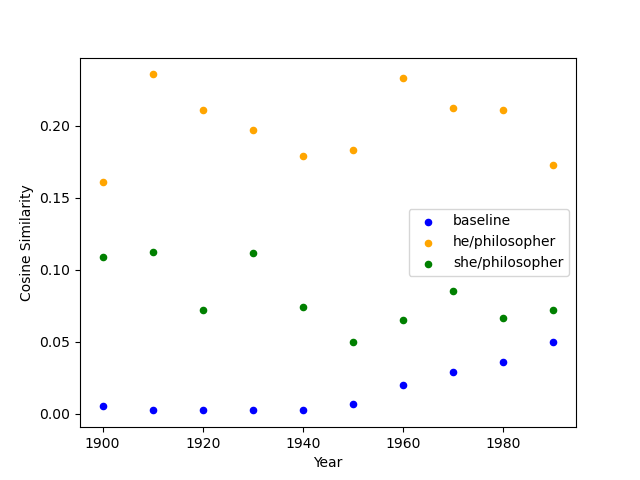 0.20
0.15
0.10
0.05
0.00
Cosine Similarity
baseline
he/philosopher
she/philosopher
1900 1920 1940 1960 1980
Year